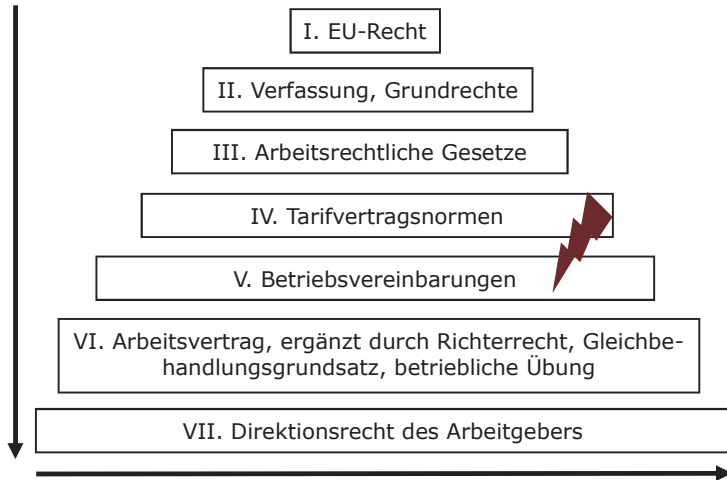 I. EU-Recht
II. Verfassung, Grundrechte
III. Arbeitsrechtliche Gesetze
IV. Tarifvertragsnormen
V. Betriebsvereinbarungen
VI. Arbeitsvertrag, ergänzt durch Richterrecht, Gleichbe-
handlungsgrundsatz, betriebliche Übung
VII. Direktionsrecht des Arbeitgebers